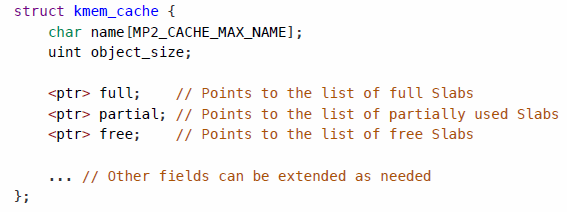 struct kmem_cache {
    char name[MP2_CACHE_MAX_NAME];
    uint object_size;

    <ptr> full;    // Points to the list of full Slabs
    <ptr> partial; // Points to the list of partially used Slabs
    <ptr> free;    // Points to the list of free Slabs

    ... // Other fields can be extended as needed
};